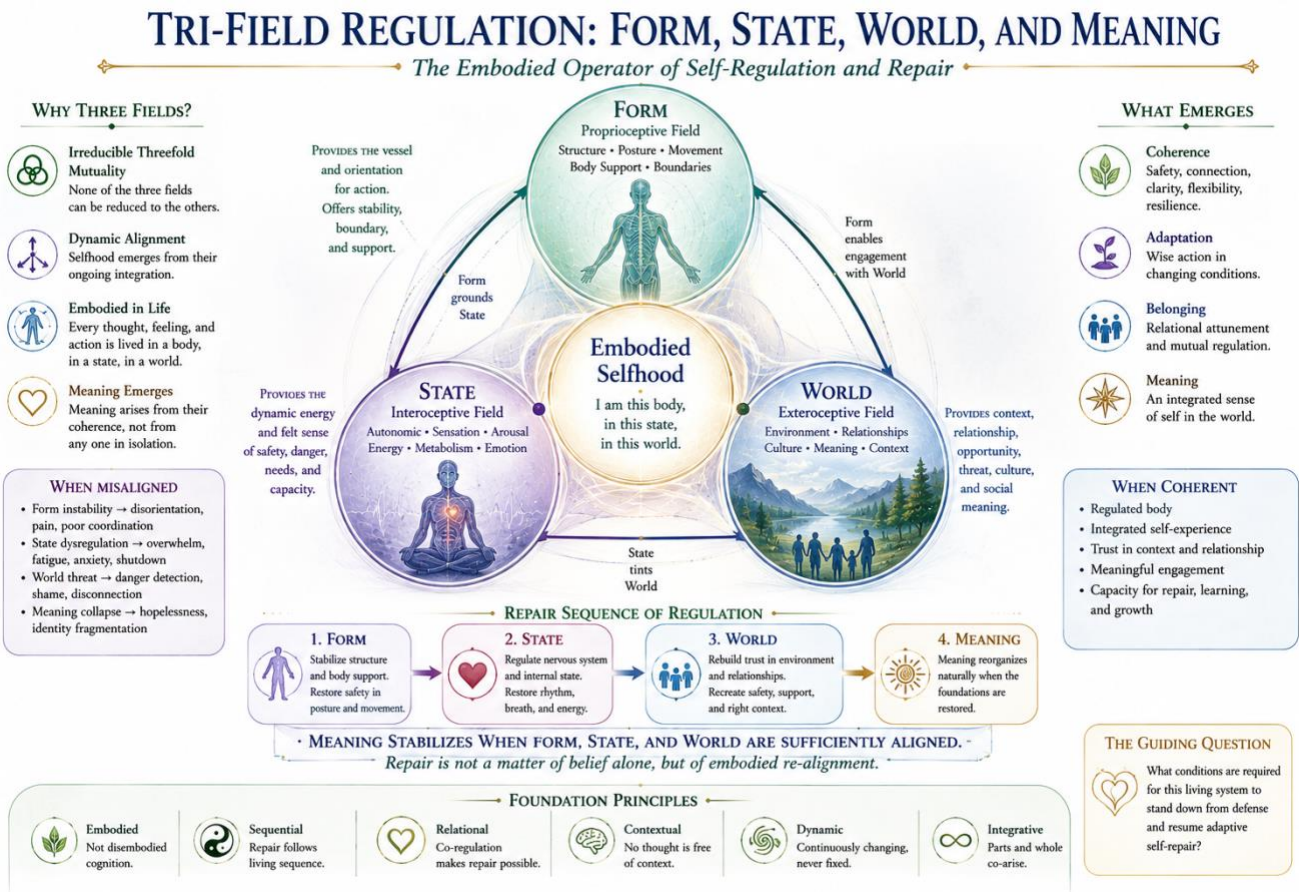 TRI-FIELD REGULATION: FORM, STATE, WORLD, AND MEANING
The Embodied Operator of Self-Regulation and Repair
WHY THREE FIELDS?
Irreducible Threefold
Mutuality
None of the three fields
can be reduced to the others.
Dynamic Alignment
Selfhood emerges from their
ongoing integration.
Embodied in Life
Every thought, feeling, and
action is lived in a body,
in a state, in a world.
Meaning Emerges
Meaning arises from their
coherence, not from
any one in isolation.
WHEN MISALIGNED
• Form instability → disorientation,
pain, poor coordination
• State dysregulation → overwhelm,
fatigue, anxiety, shutdown
• World threat → danger detection,
shame, disconnection
• Meaning collapse → hopelessness,
identity fragmentation
PROVIDES THE vessel
and orientation
for action.
Offers stability,
boundary,
and support.
FORM
Proprioceptive Field
Structure • Posture • Movement
Body Support • Boundaries
Form
grounds
State
Form
enables
engagement
with World
Embodied
Selfhood
I am this body,
in this state,
in this world.
PROVIDES THE
dynamic energy
and felt sense
of safety, danger,
needs, and
capacity.
STATE
Interoceptive Field
Autonomic • Sensation • Arousal
Energy • Metabolism • Emotion
WORLD
Exteroceptive Field
Environment • Relationships
Culture • Meaning • Context
PROVIDES context,
relationship,
opportunity,
threat, culture,
and social
meaning.
State
tints
World
WHAT EMERGES
Coherence
Safety, connection,
clarity, flexibility,
resilience.
Adaptation
Wise action in
changing conditions.
Belonging
Relational attunement
and mutual regulation.
Meaning
An integrated sense
of self in the world.
WHEN COHERENT
• Regulated body
• Integrated self-experience
• Trust in context and relationship
• Meaningful engagement
• Capacity for repair, learning,
and growth
REPAIR SEQUENCE OF REGULATION
1. FORM
Stabilize structure
and body support.
Restore safety in
posture and movement.
2. STATE
Regulate nervous system
and internal state.
Restore rhythm,
breath, and energy.
3. WORLD
Rebuild trust in environment
and relationships.
Recreate safety, support,
and right context.
4. MEANING
Meaning reorganizes
naturally when the
foundations are
restored.
• MEANING STABILIZES WHEN FORM, STATE, AND WORLD ARE SUFFICIENTLY ALIGNED. -
Repair is not a matter of belief alone, but of embodied re-alignment.
THE GUIDING QUESTION
What conditions are required
for this living system to
stand down from defense
and resume adaptive
self-repair?
FOUNDATION PRINCIPLES
Embodied
Not disembodied
cognition.
Sequential
Repair follows
living sequence.
Relational
Co-regulation
makes repair possible.
Contextual
No thought is free
of context.
Dynamic
Continuously changing,
never fixed.
Integrative
Parts and whole
co-arise.